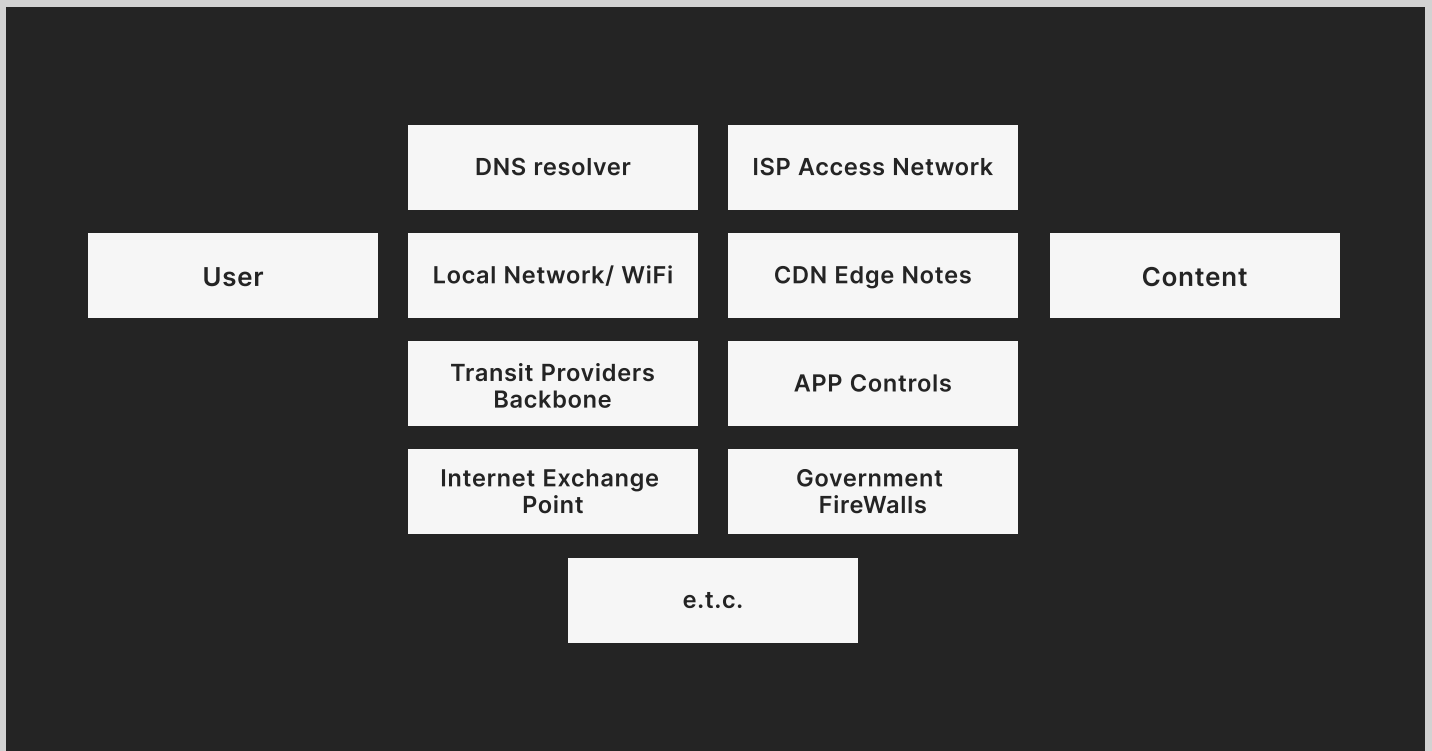 DNS resolver
ISP Access Network
User
Local Network/ WiFi
CDN Edge Notes
Content
Transit Providers
Backbone
APP Controls
Internet Exchange
Point
Government
FireWalls
e.t.c.